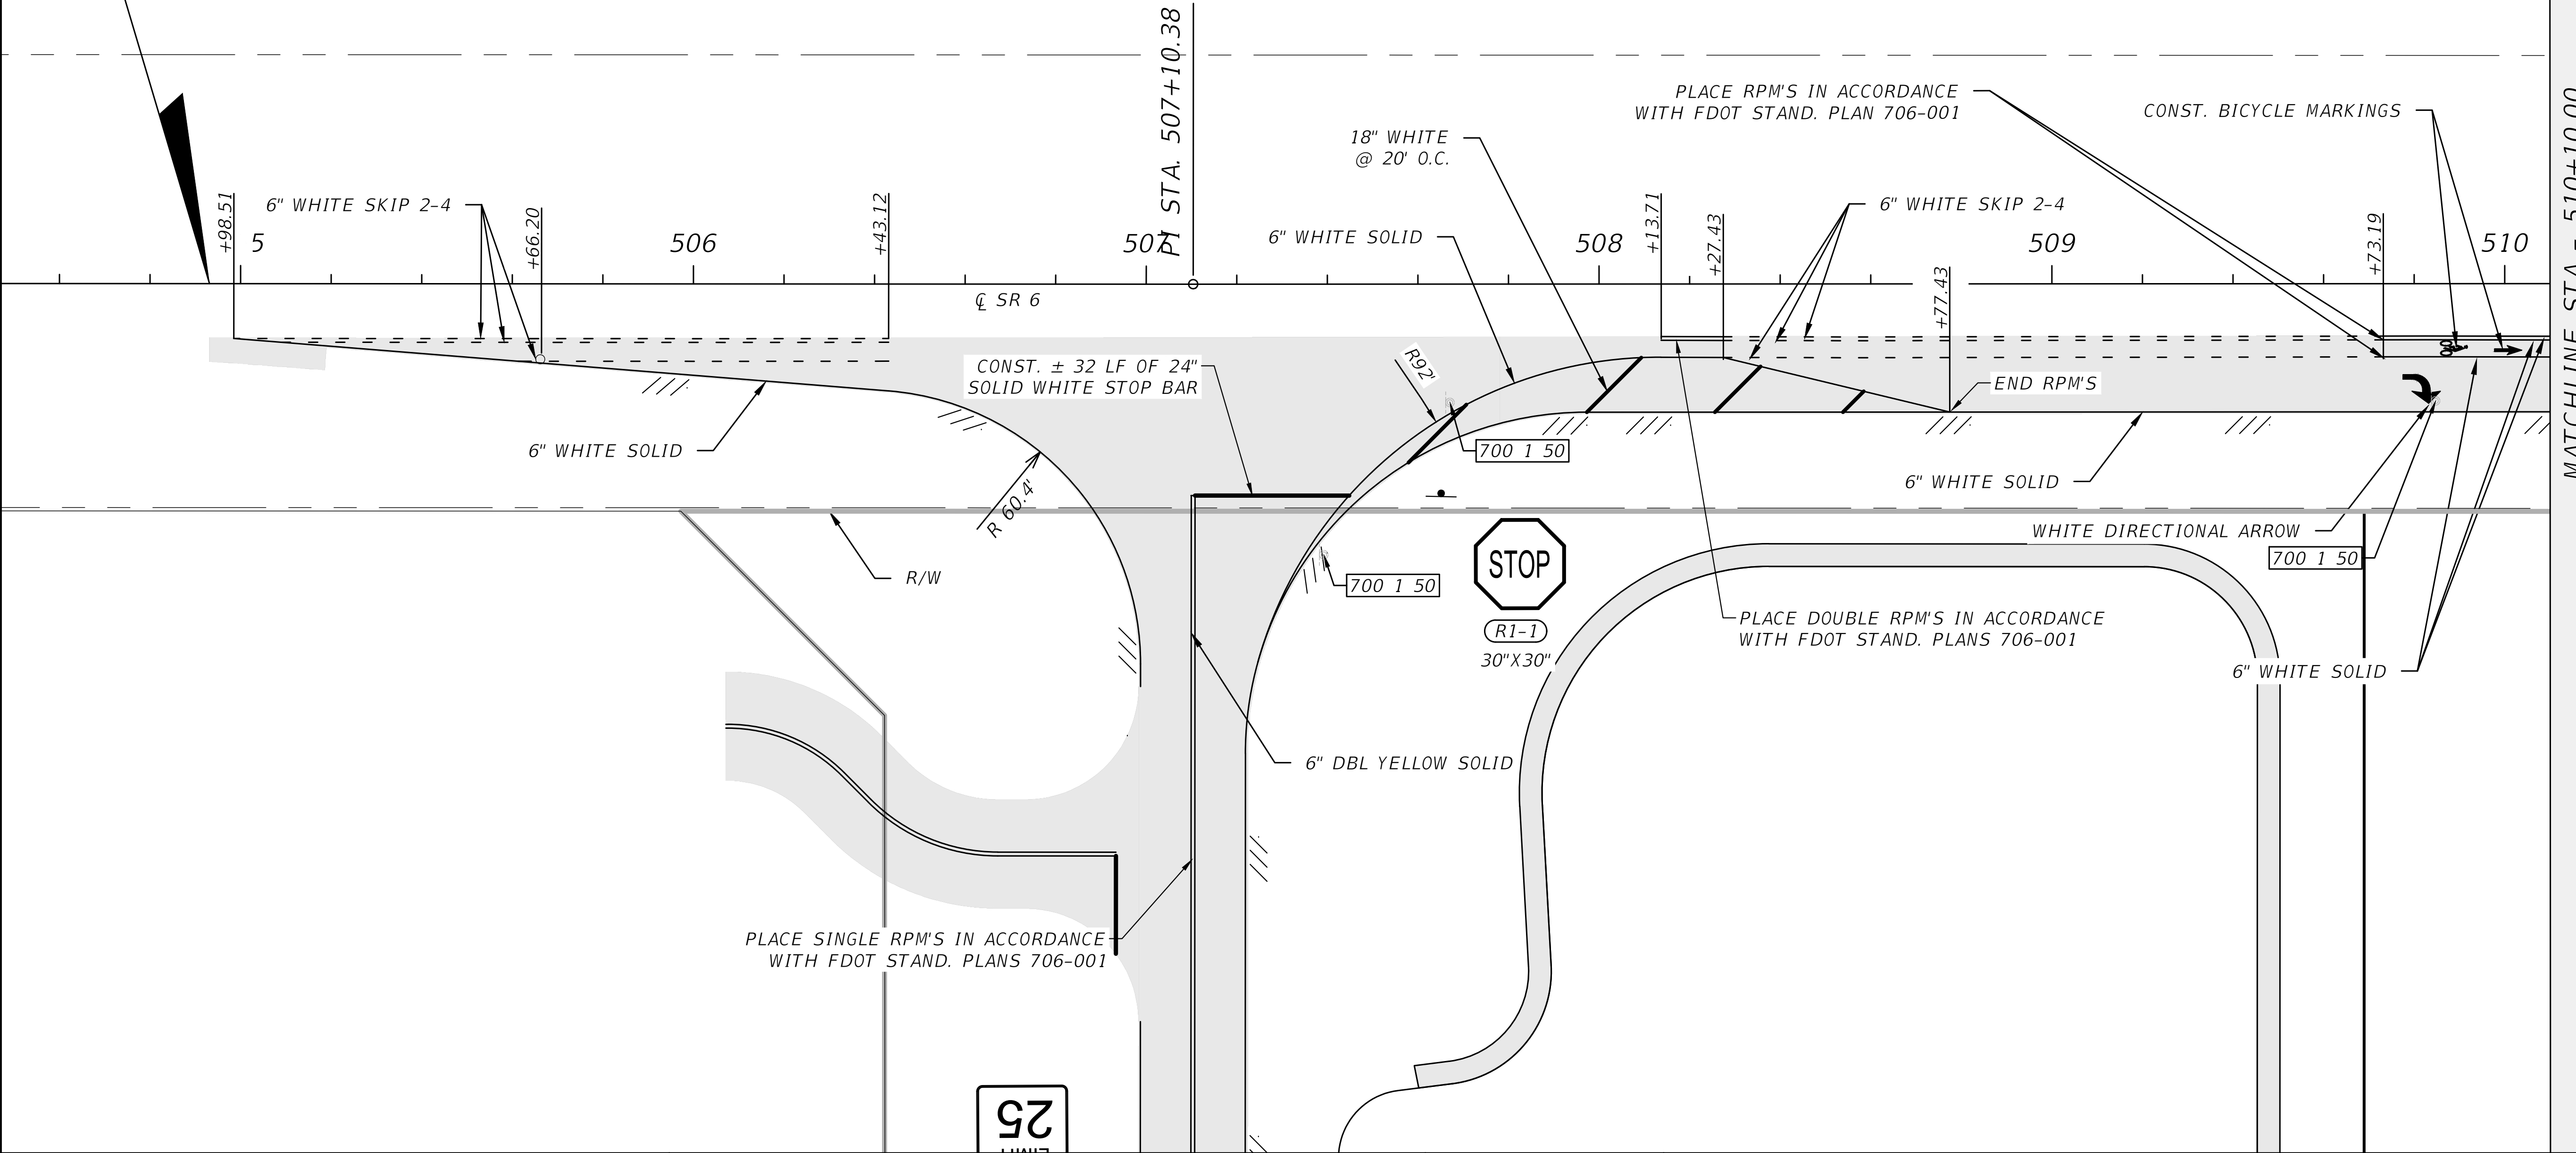 PI STA. 507+10.38
PLACE RPM'S IN ACCORDANCE
WITH FDOT STAND. PLAN 706-001
CONST. BICYCLE MARKINGS
18" WHITE
@ 20' O.C.
6" WHITE SKIP 2-4
+98.51
+66.20
+43.12
6" WHITE SOLID
+13.71
+27.43
6" WHITE SKIP 2-4
+73.19
+77.43
5
506
507
508
509
510
MATCHLINE STA. 510+10.00
℄ SR 6
CONST. ± 32 LF OF 24"
SOLID WHITE STOP BAR
R92'
END RPM'S
6" WHITE SOLID
700 1 50
R 60.4'
6" WHITE SOLID
WHITE DIRECTIONAL ARROW
700 1 50
R/W
STOP
700 1 50
R1-1
30"X30"
PLACE DOUBLE RPM'S IN ACCORDANCE
WITH FDOT STAND. PLANS 706-001
6" WHITE SOLID
6" DBL YELLOW SOLID
PLACE SINGLE RPM'S IN ACCORDANCE
WITH FDOT STAND. PLANS 706-001
25